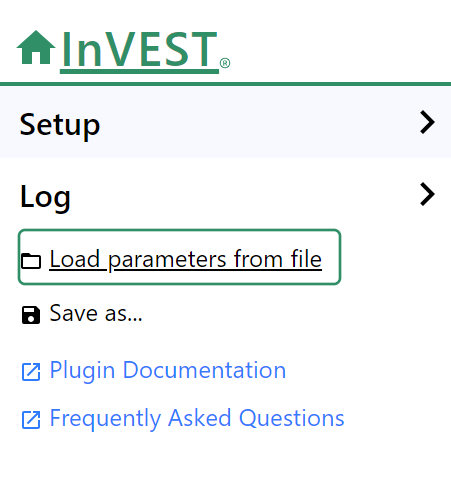 InVEST®
Setup
Log
Load parameters from file
Save as...
Plugin Documentation
Frequently Asked Questions